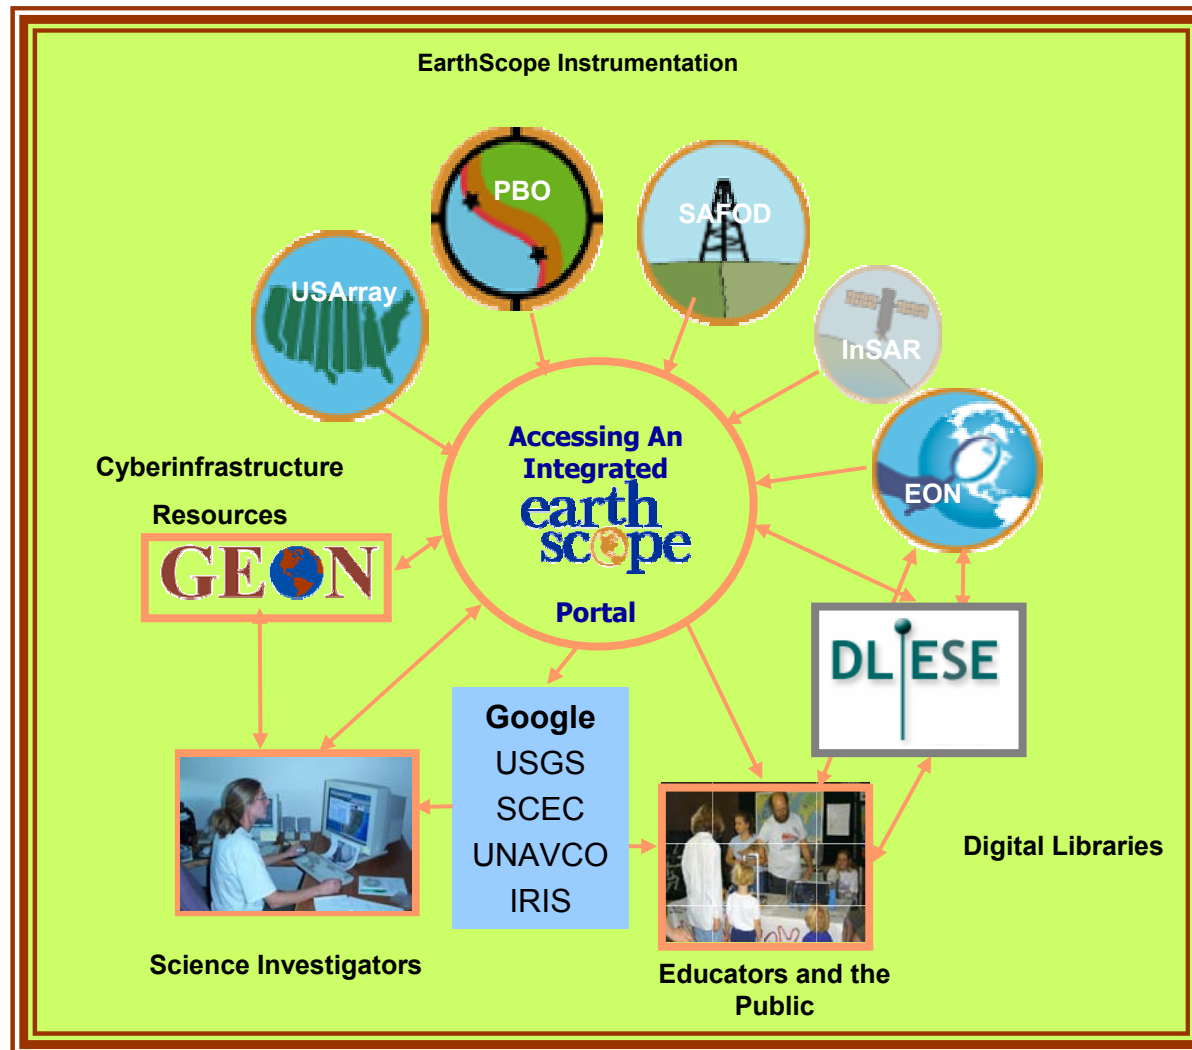 EarthScope Instrumentation
PBO
SAFOD
USArray
InSAR
Accessing An
Integrated
earth
scope
Portal
EON
Cyberinfrastructure
Resources
GEON
DLESE
Google
USGS
SCEC
UNAVCO
IRIS
Digital Libraries
Science Investigators
Educators and the
Public